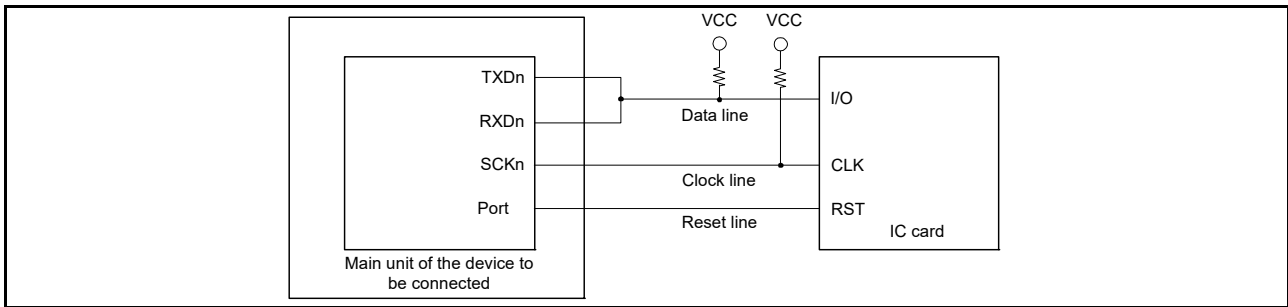 VCC
VCC
TXDn
RXDn
SCKn
Port
Data line
Clock line
Reset line
I/O
CLK
RST
IC card
Main unit of the device to
be connected